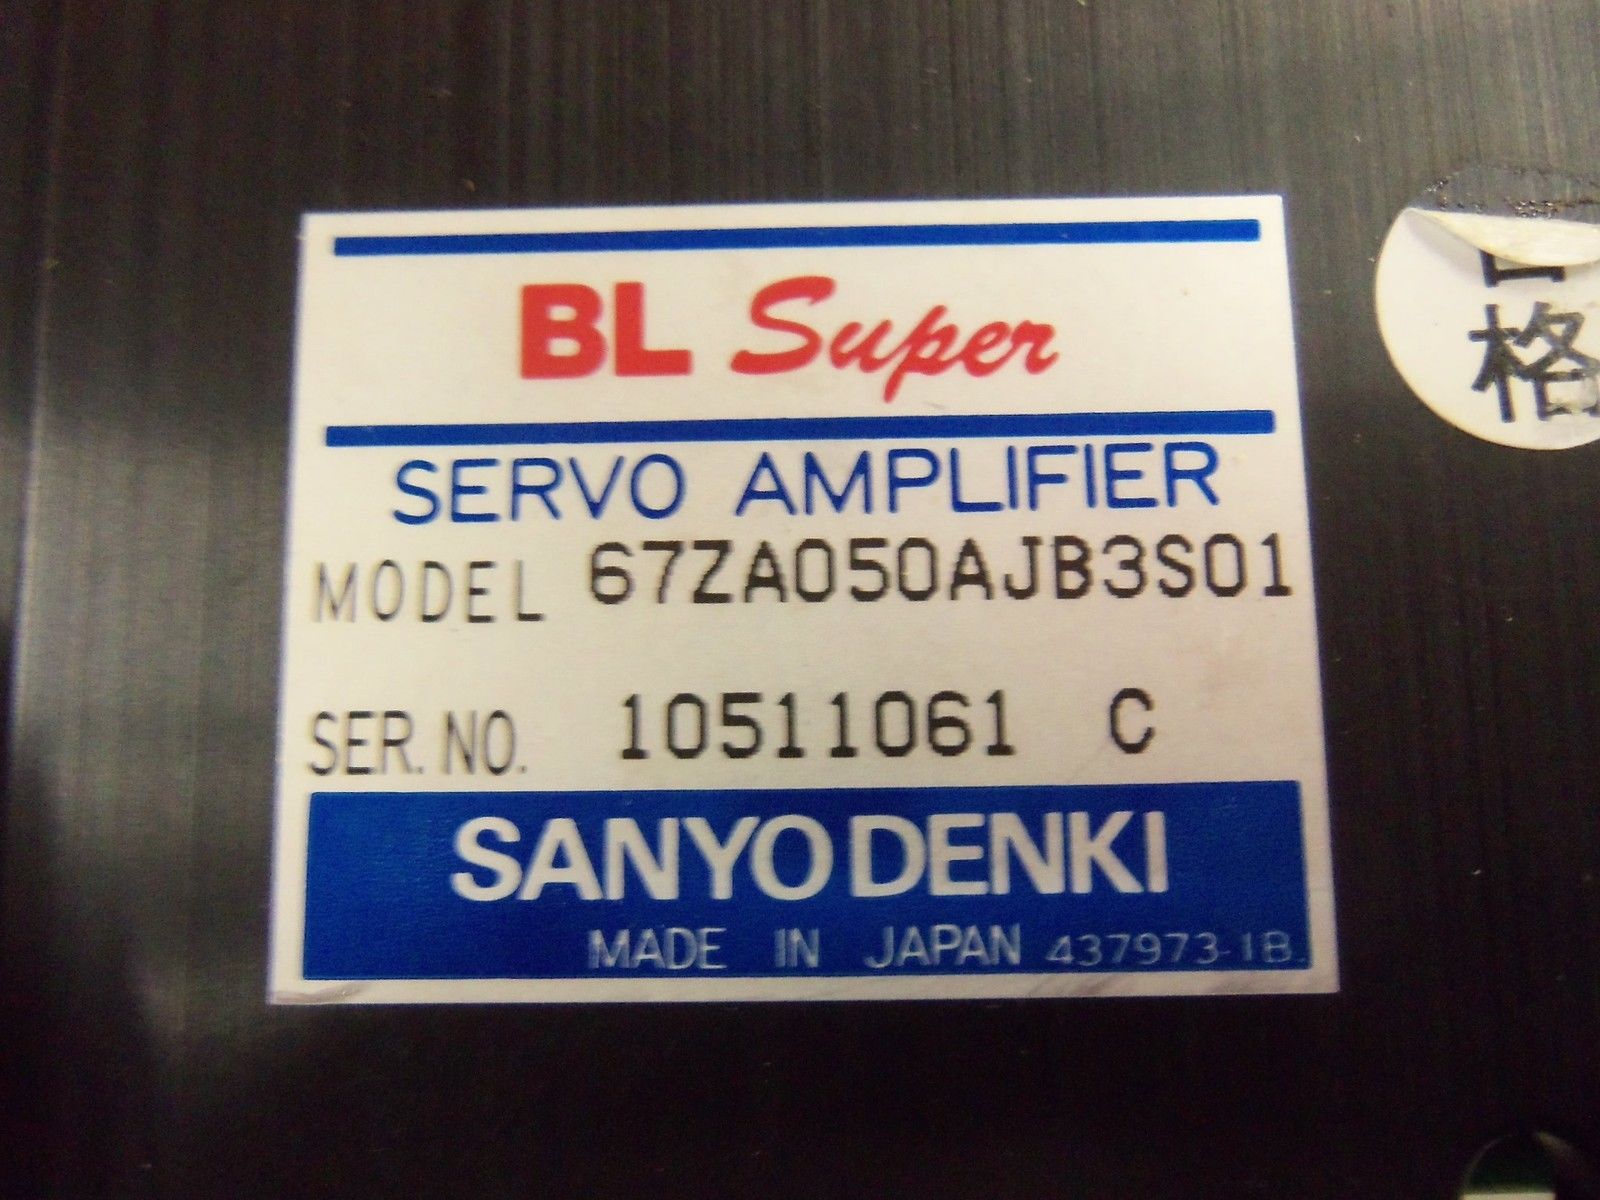 BL Super
SERVO AMPLIFIER
MODEL 67ZA050AJB3S01
SER. NO. 10511061 C
SANYO DENKI
MADE IN JAPAN 437973-1B
格